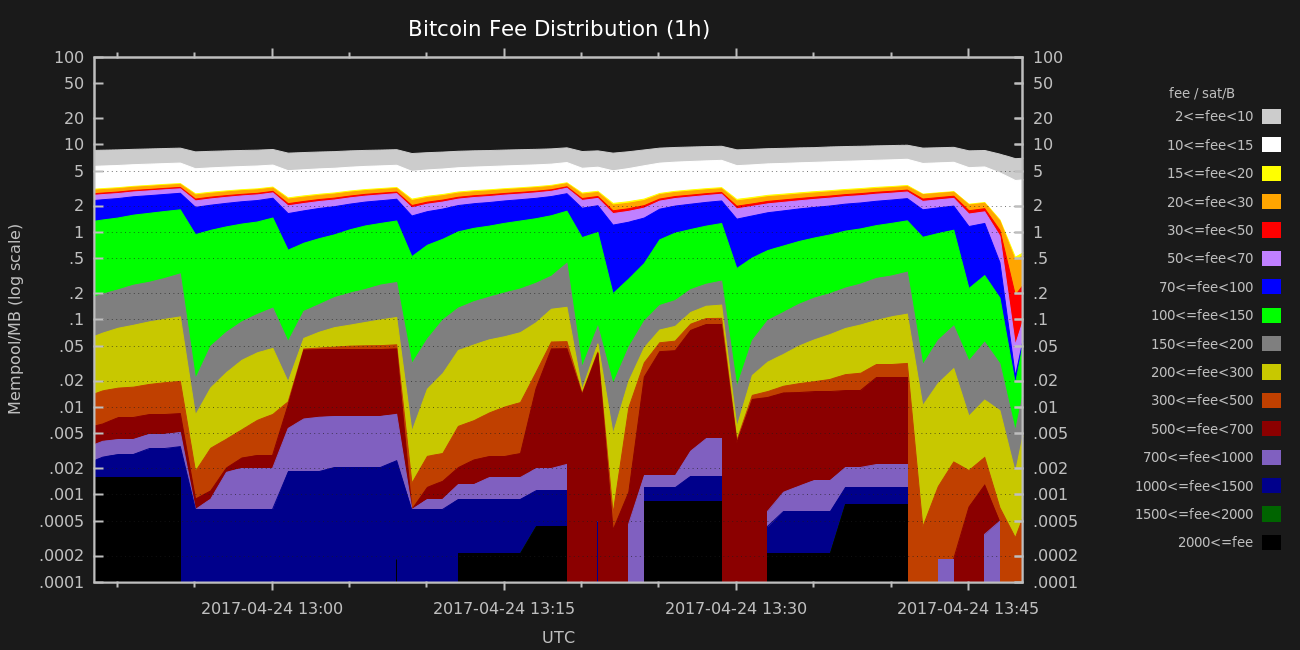 Bitcoin Fee Distribution (1h)
100
50
20
10
5
2
1
.5
.2
.1
.05
.02
.01
.005
.002
.001
.0005
.0002
.0001
Mempool/MB (log scale)
100
50
20
10
5
2
1
.5
.2
.1
.05
.02
.01
.005
.002
.001
.0005
.0002
.0001
2017-04-24 13:00
2017-04-24 13:15
2017-04-24 13:30
2017-04-24 13:45
UTC
fee / sat/B
2<=fee<10
10<=fee<15
15<=fee<20
20<=fee<30
30<=fee<50
50<=fee<70
70<=fee<100
100<=fee<150
150<=fee<200
200<=fee<300
300<=fee<500
500<=fee<700
700<=fee<1000
1000<=fee<1500
1500<=fee<2000
2000<=fee